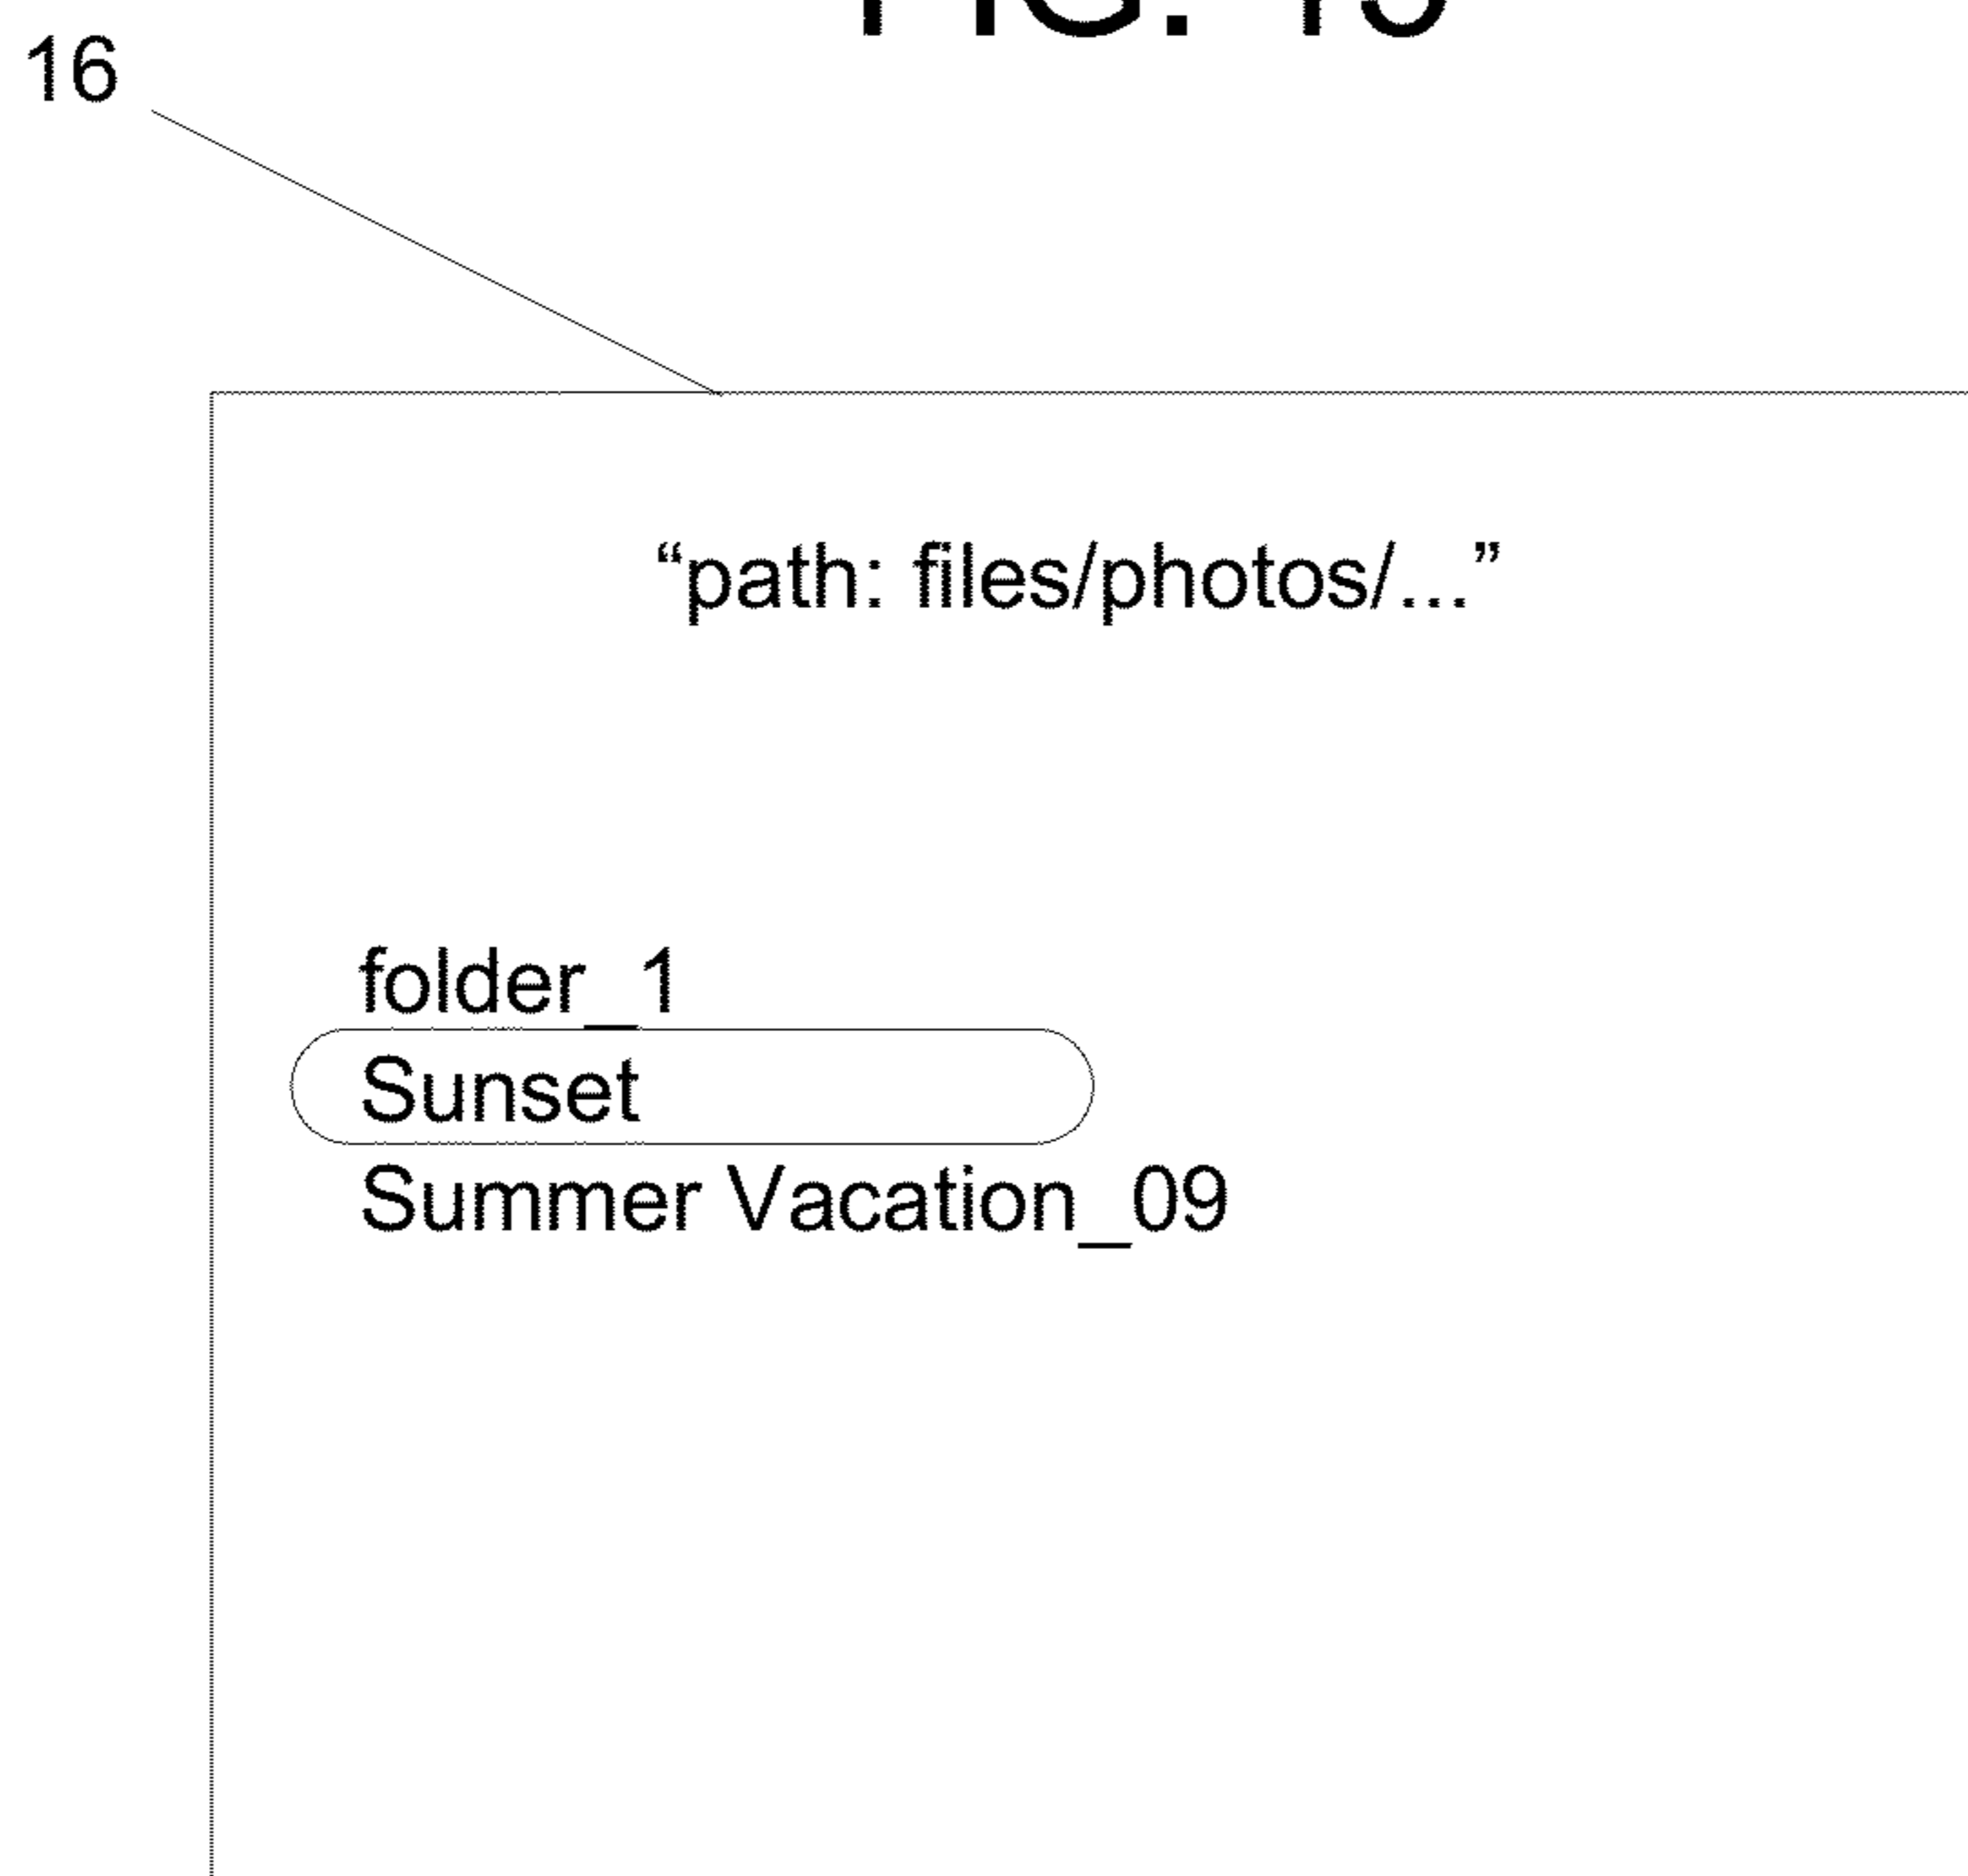 16
“path: files/photos/...”
folder_1
Sunset
Summer Vacation_09